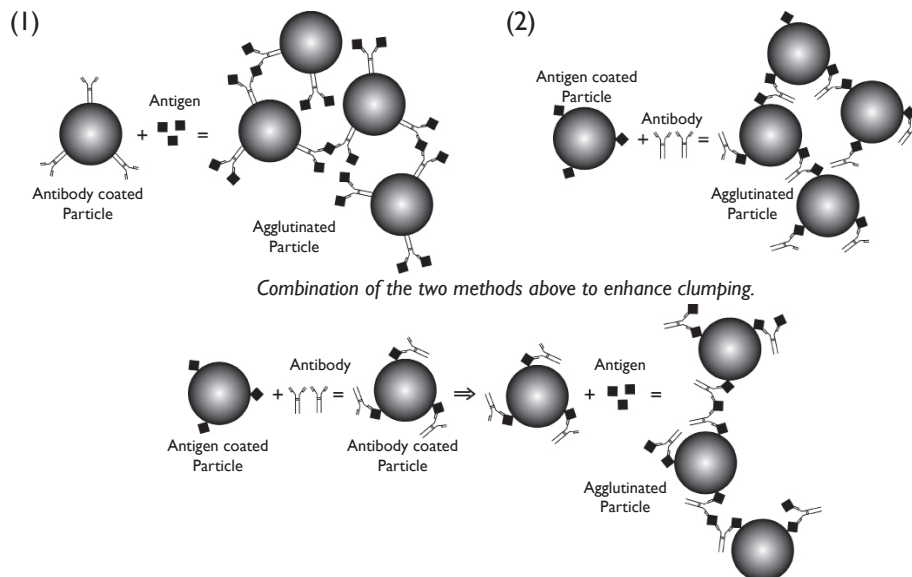 (1)
Antigen
+
=
Antibody coated
Particle
Agglutinated
Particle
(2)
Antigen coated
Particle
Antibody
+
=
Agglutinated
Particle
Combination of the two methods above to enhance clumping.
Antibody
Antigen
+
=
⇒
+
=
Antigen coated
Particle
Antibody coated
Particle
Agglutinated
Particle